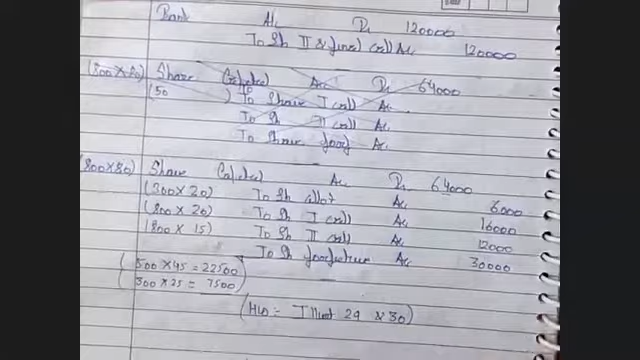 Bank A/c Dr 120000
To Sh II & final call A/c 120000
(800×80) Share Capital A/c Dr 64000
(50 ) To Share I call A/c
To Sh II call A/c
To Share forf A/c
(800×80) Share Capital A/c Dr 64000
(300×20) To Sh allot A/c 6000
(800 × 20) To Sh I call A/c 16000
(800 × 15) To Sh II call A/c 12000
To Sh forfeiture A/c 30000
(500×45 = 22500)
(300×25 = 7500)
(H.W = Illust 29 & 30)